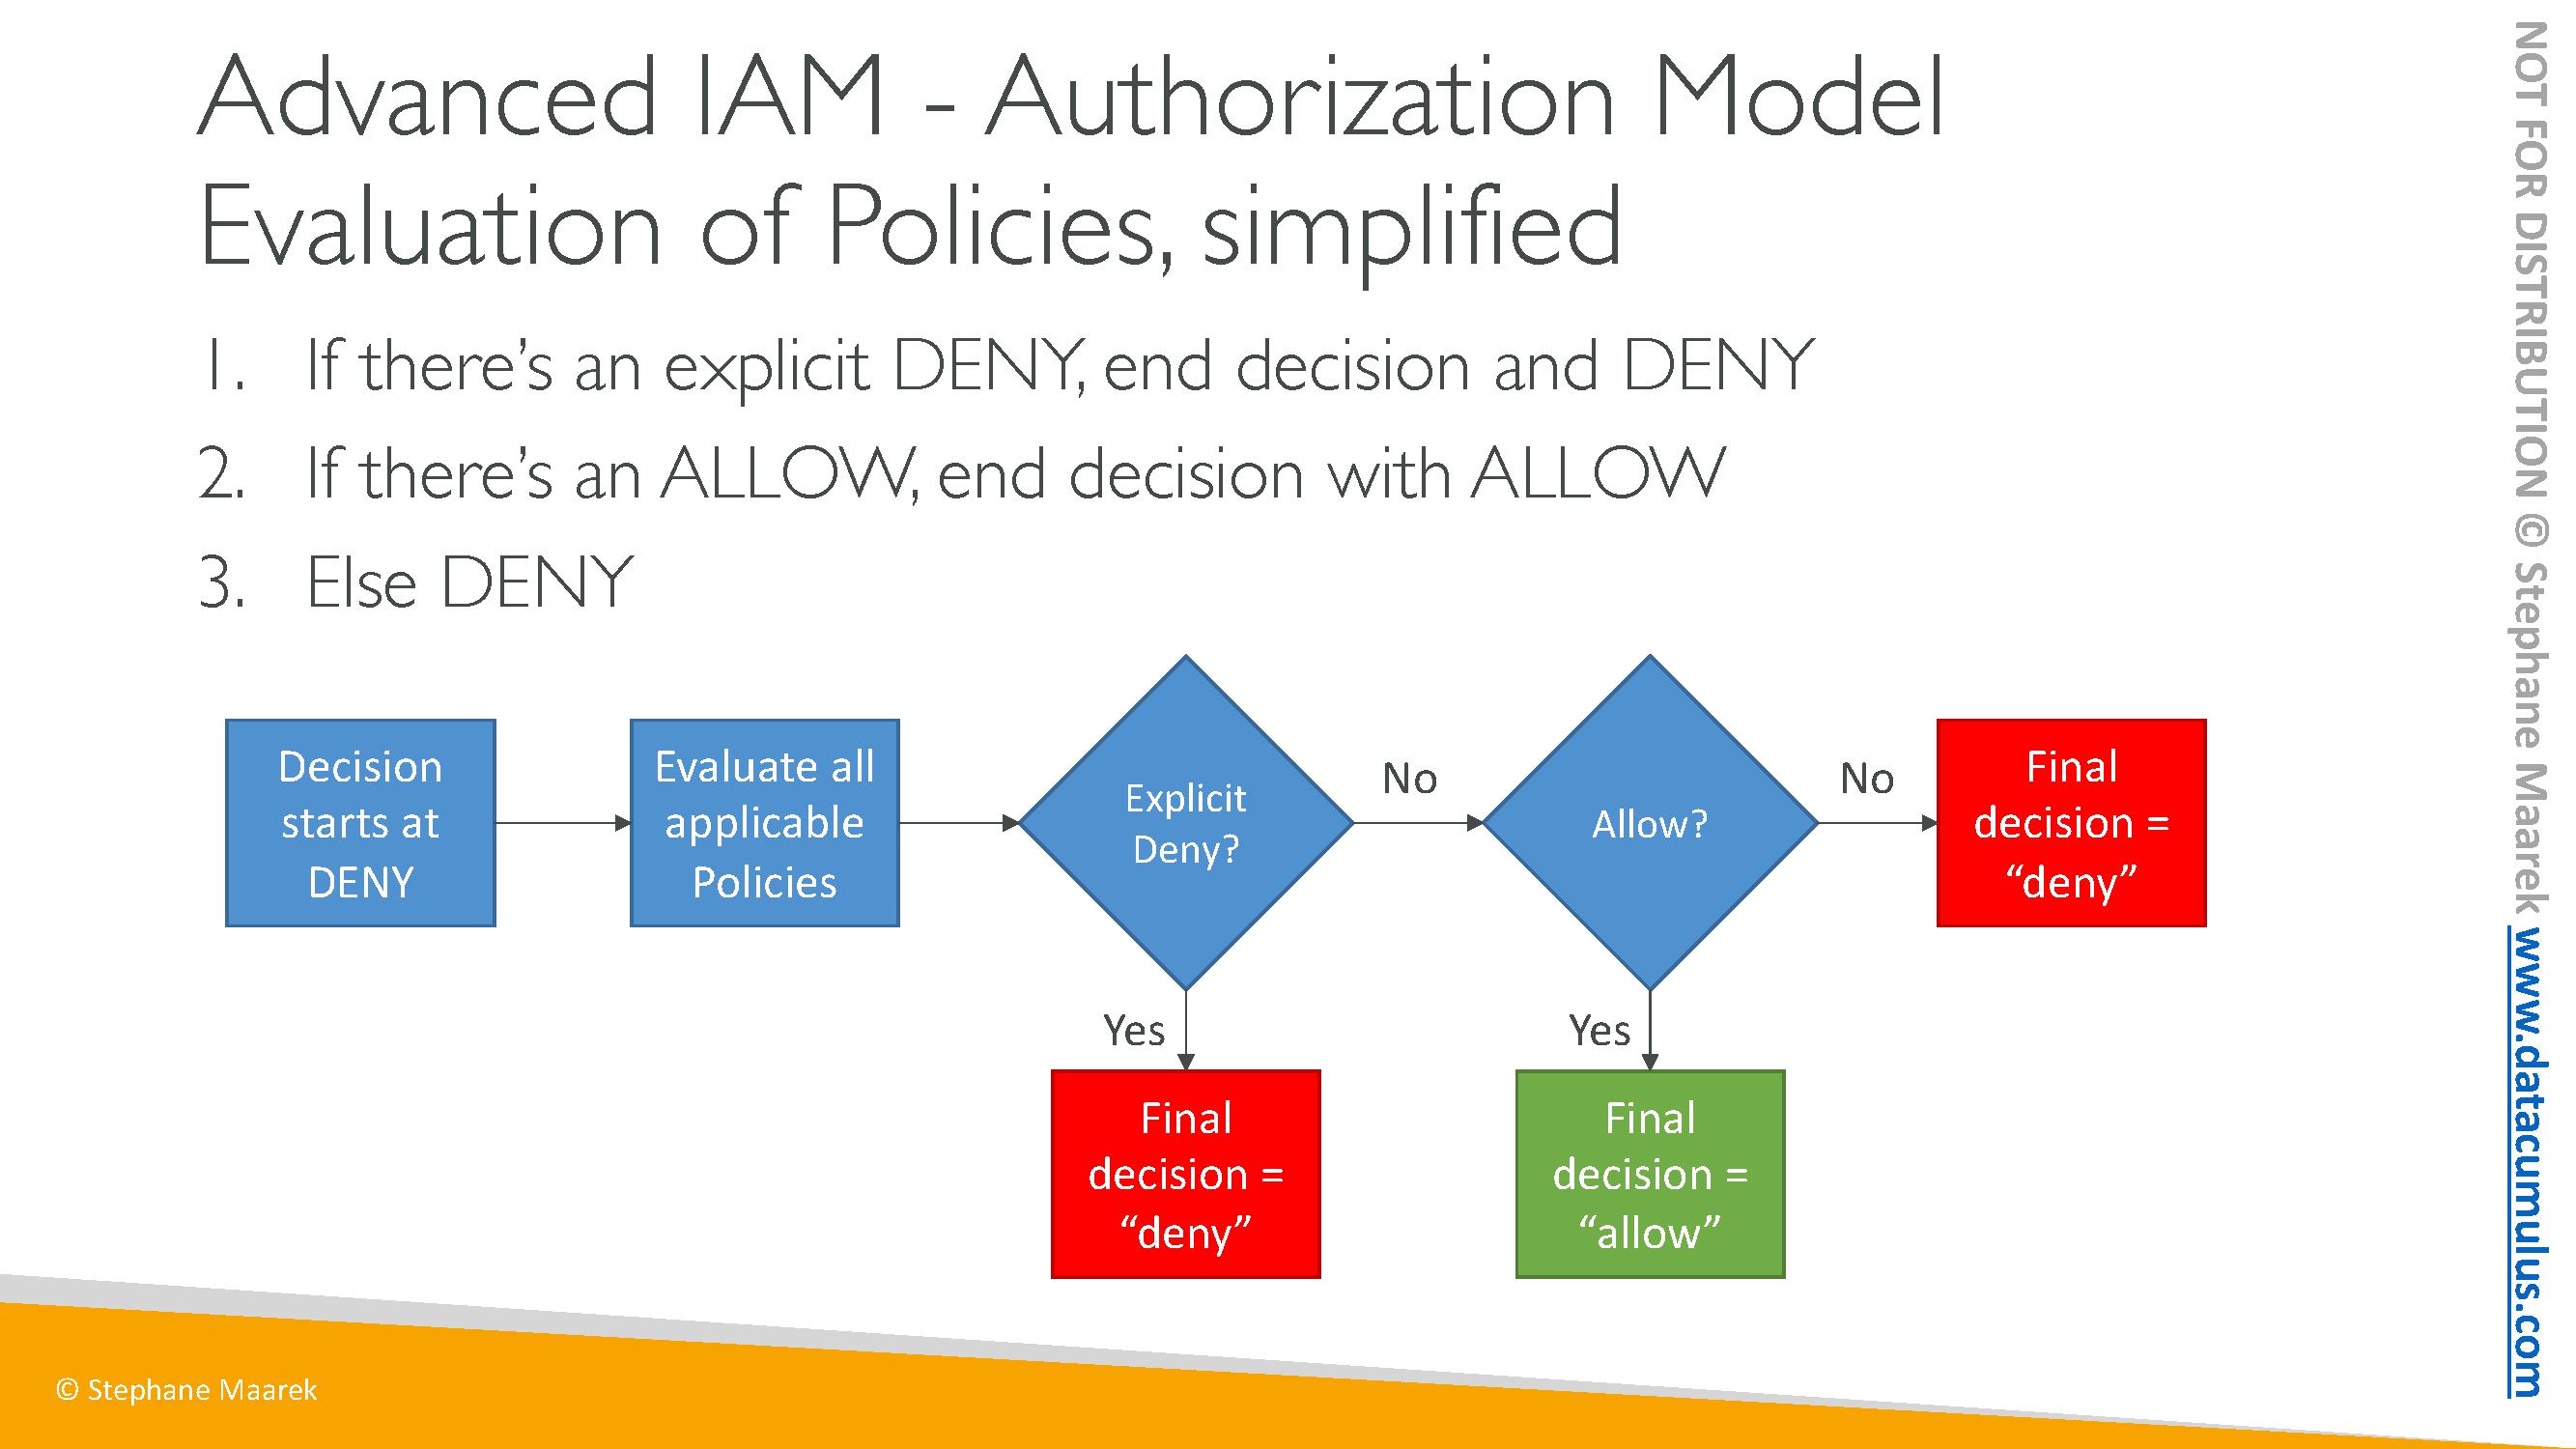 Advanced IAM - Authorization Model
Evaluation of Policies, simplified
1. If there’s an explicit DENY, end decision and DENY
2. If there’s an ALLOW, end decision with ALLOW
3. Else DENY
Decision
starts at
DENY
Evaluate all
applicable
Policies
Explicit
Deny?
No
Allow?
No
Final
decision =
“deny”
Yes
Final
decision =
“deny”
Yes
Final
decision =
“allow”
© Stephane Maarek
NOT FOR DISTRIBUTION © Stephane Maarek www.datacumulus.com